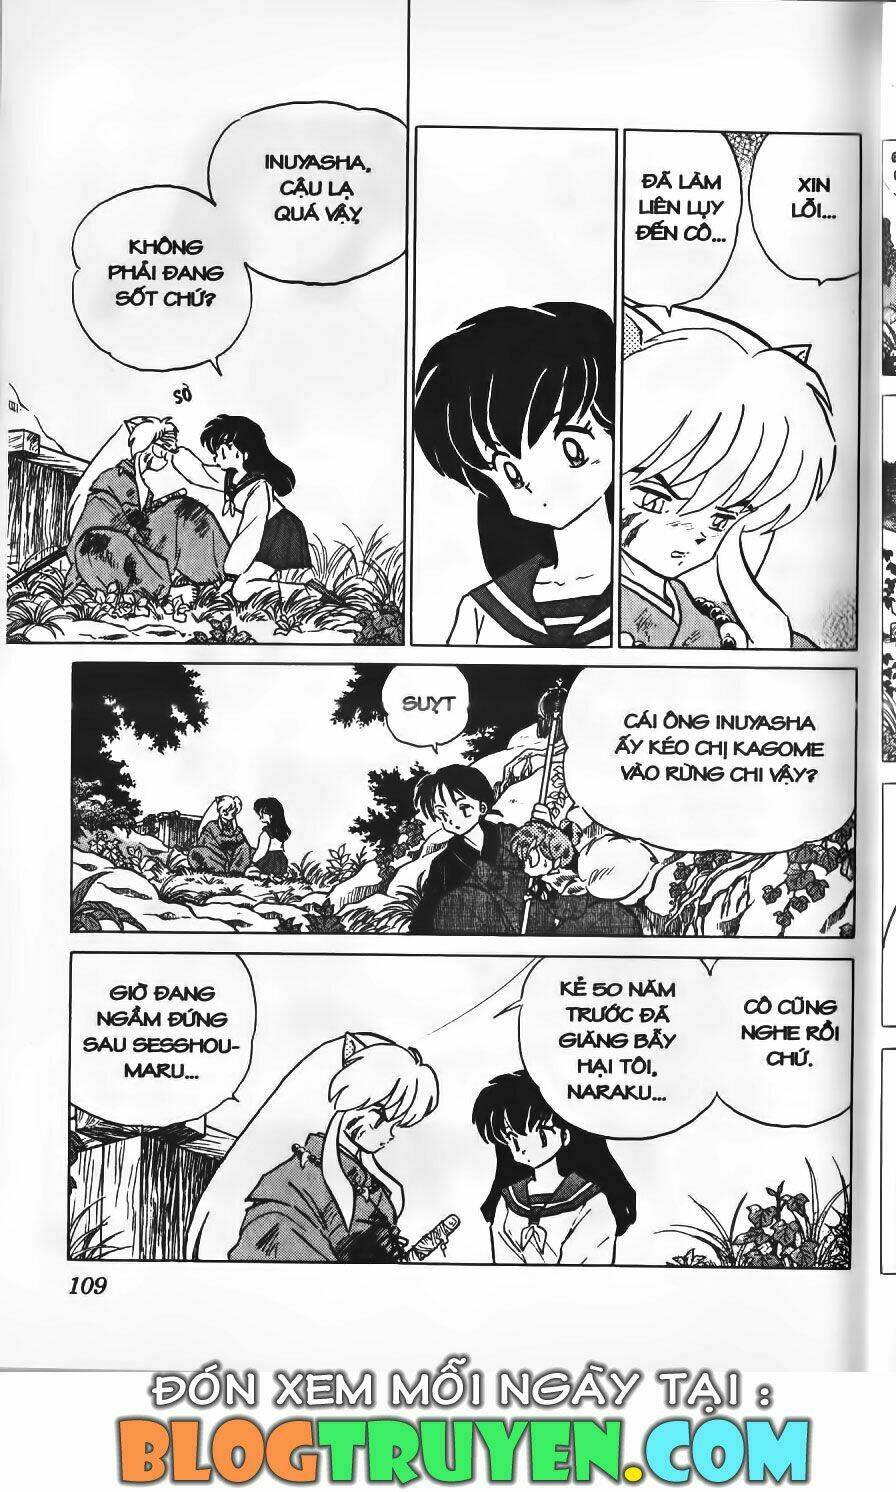 XIN
LỖI...
ĐÃ LÀM
LIÊN LỤY
ĐẾN CÔ...
INUYASHA,
CẬU LẠ
QUÁ VẬY.
KHÔNG
PHẢI ĐANG
SỐT CHỨ?
SỜ
CÁI ÔNG INUYASHA
ẤY KÉO CHỊ KAGOME
VÀO RỪNG CHI VẬY?
SUỴT
CÔ CŨNG
NGHE RỒI
CHỨ.
KẺ 50 NĂM
TRƯỚC ĐÃ
GIĂNG BẪY
HẠI TÔI,
NARAKU...
GIỜ ĐANG
NGẦM ĐỨNG
SAU SESSHOU-
MARU...
109
ĐÓN XEM MỖI NGÀY TẠI :
BLOGTRUYEN.COM